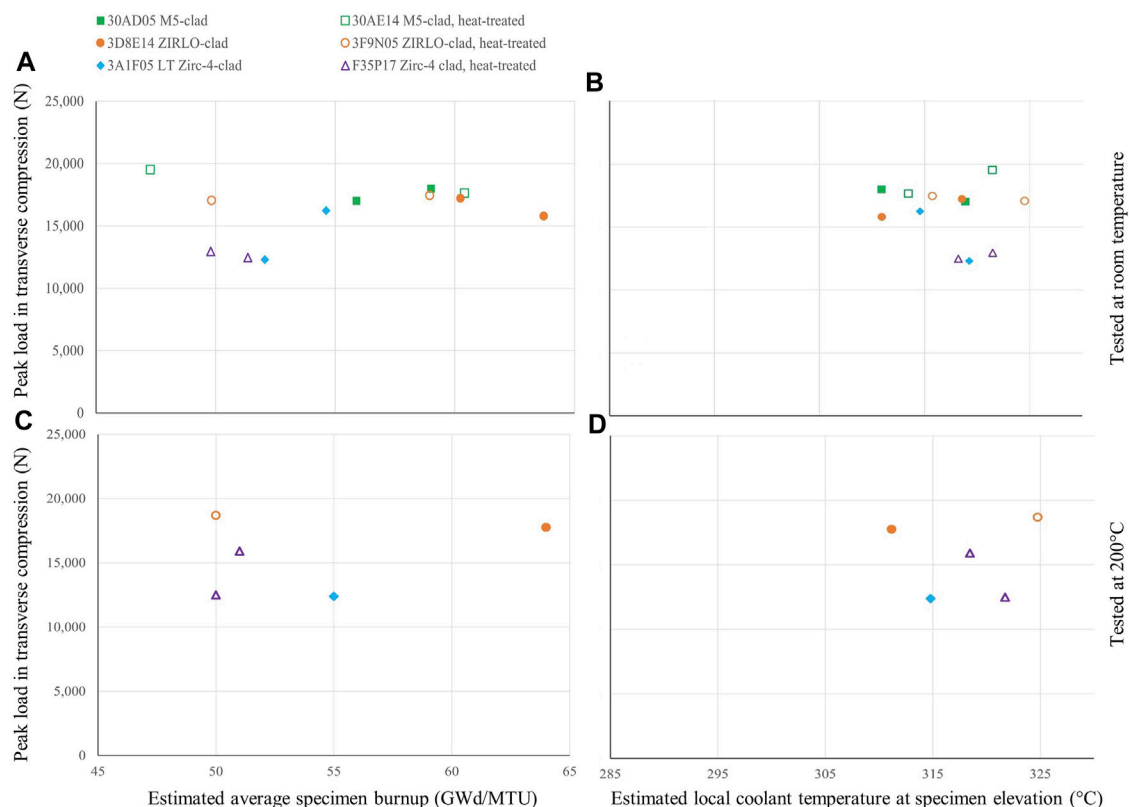 30AD05 M5-clad
30AE14 M5-clad, heat-treated
3D8E14 ZIRLO-clad
3F9N05 ZIRLO-clad, heat-treated
3A1F05 LT Zirc-4-clad
F35P17 Zirc-4 clad, heat-treated
A
B
Peak load in transverse compression (N)
25,000
20,000
15,000
10,000
5,000
0
Tested at room temperature
C
D
Peak load in transverse compression (N)
25,000
20,000
15,000
10,000
5,000
0
Tested at 200°C
45 50 55 60 65
285 295 305 315 325
Estimated average specimen burnup (GWd/MTU)
Estimated local coolant temperature at specimen elevation (°C)